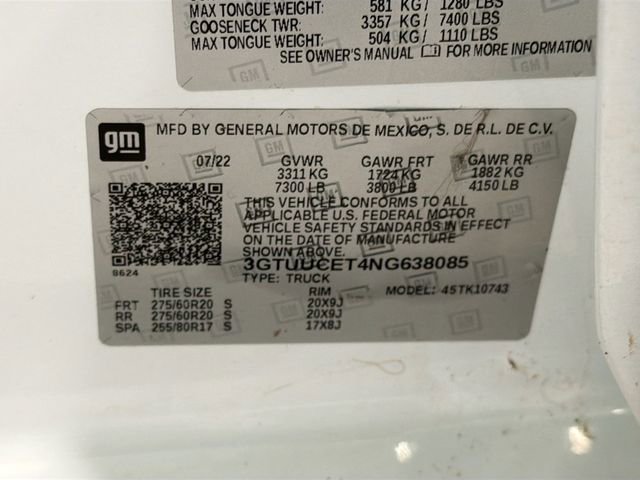 MAX TONGUE WEIGHT: 581 KG/ 1280 LBS
GOOSENECK TWR: 3357 KG/ 7400 LBS
MAX TONGUE WEIGHT: 504 KG/ 1110 LBS
SEE OWNER'S MANUAL FOR MORE INFORMATION
gm MFD BY GENERAL MOTORS DE MEXICO, S. DE R.L. DE C.V.
07/22 GVWR GAWR FRT GAWR RR
3311 KG 1724 KG 1882 KG
7300 LB 3800 LB 4150 LB
THIS VEHICLE CONFORMS TO ALL
APPLICABLE U.S. FEDERAL MOTOR
VEHICLE SAFETY STANDARDS IN EFFECT
ON THE DATE OF MANUFACTURE
SHOWN ABOVE.
3GTUUCET4NG638085
8624
TYPE: TRUCK
MODEL: 4STK10743
TIRE SIZE RIM
FRT 275/60R20 S 20X9J
RR 275/60R20 S 20X9J
SPA 255/80R17 S 17X8J